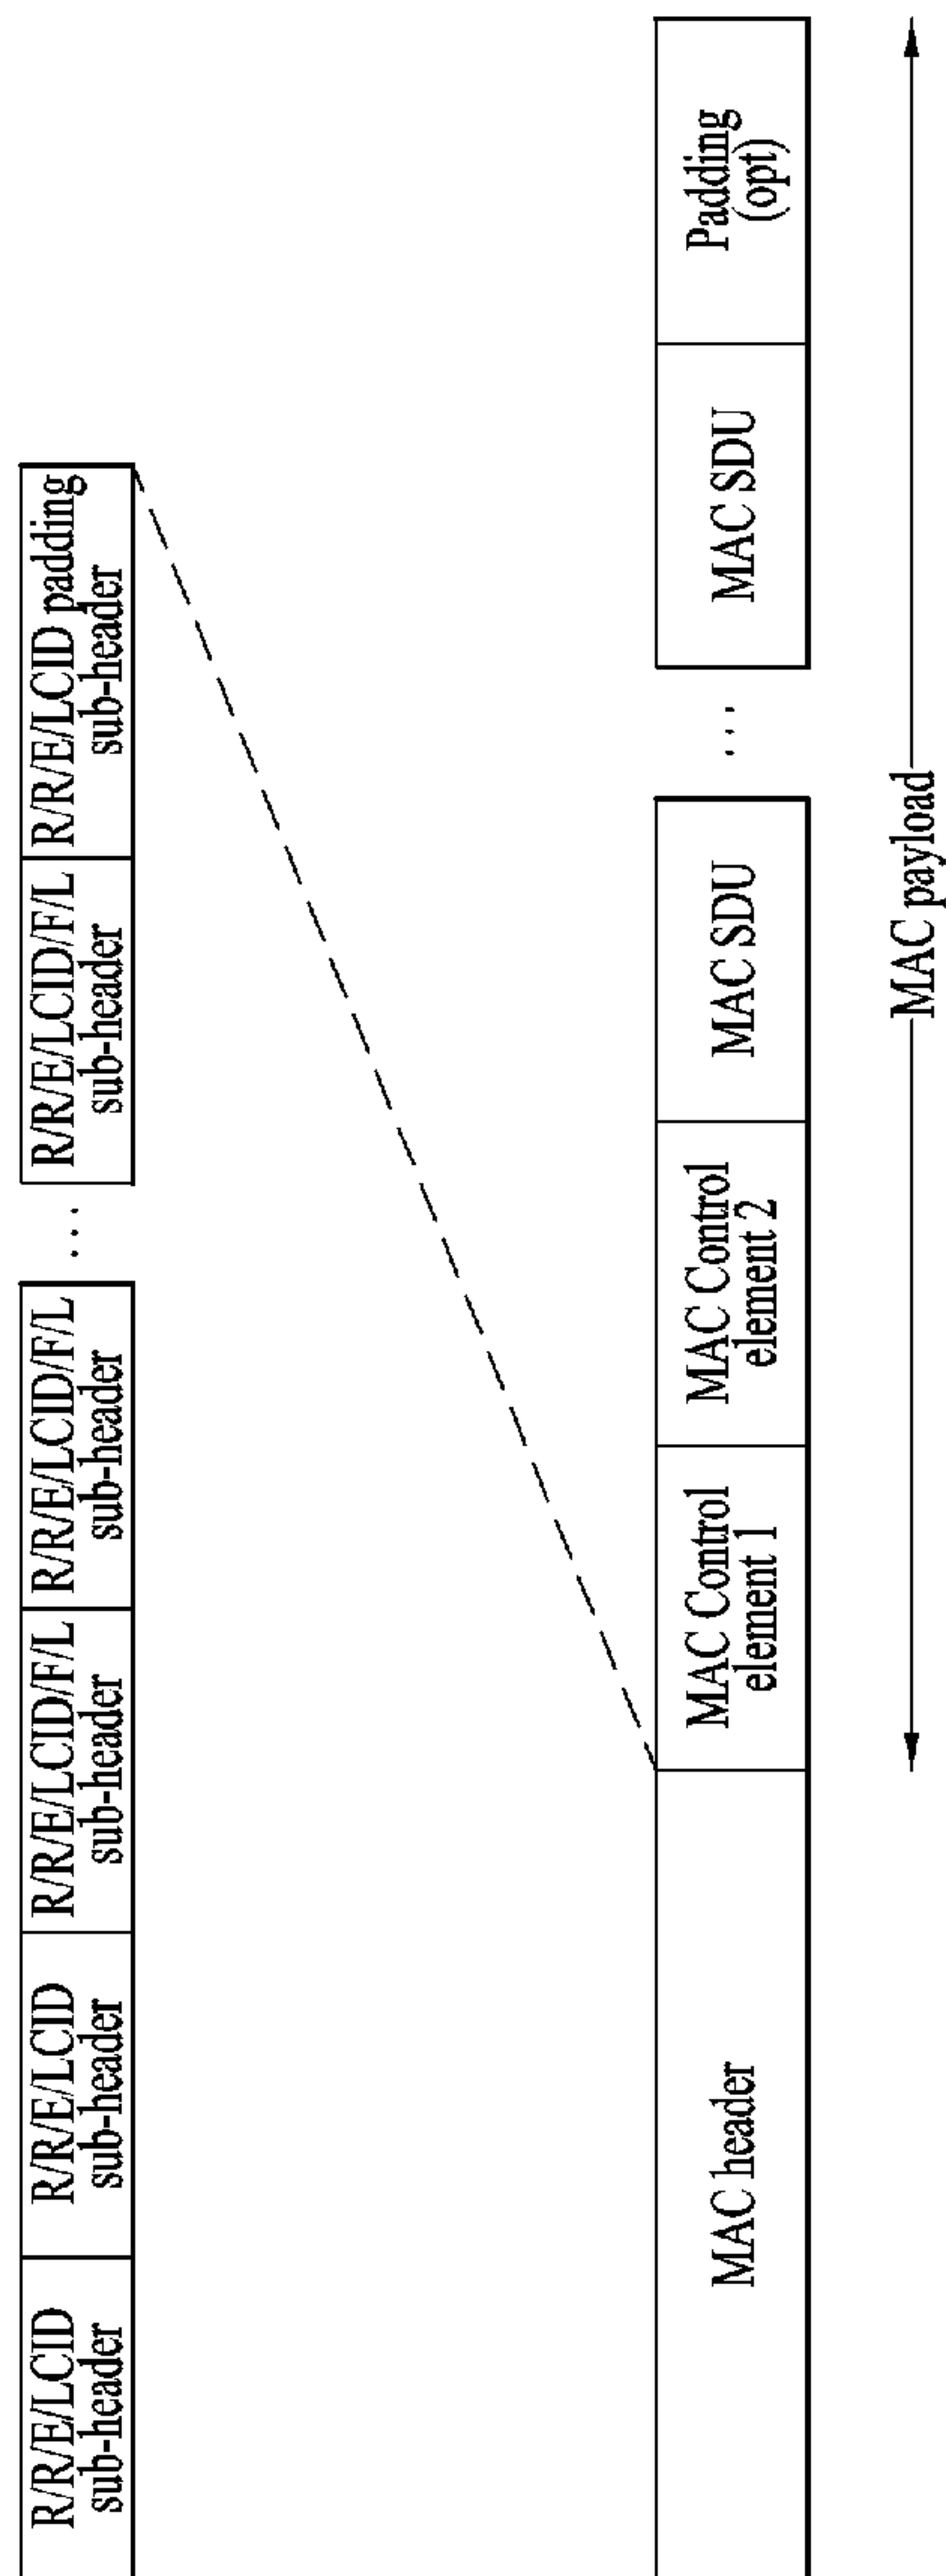 R/R/E/LCID
sub-header
R/R/E/LCID
sub-header
R/R/E/LCID/F/L
sub-header
R/R/E/LCID/F/L
sub-header
...
R/R/E/LCID/F/L
sub-header
R/R/E/LCID padding
sub-header
MAC header
MAC Control
element 1
MAC Control
element 2
MAC SDU
...
MAC SDU
Padding
(opt)
MAC payload